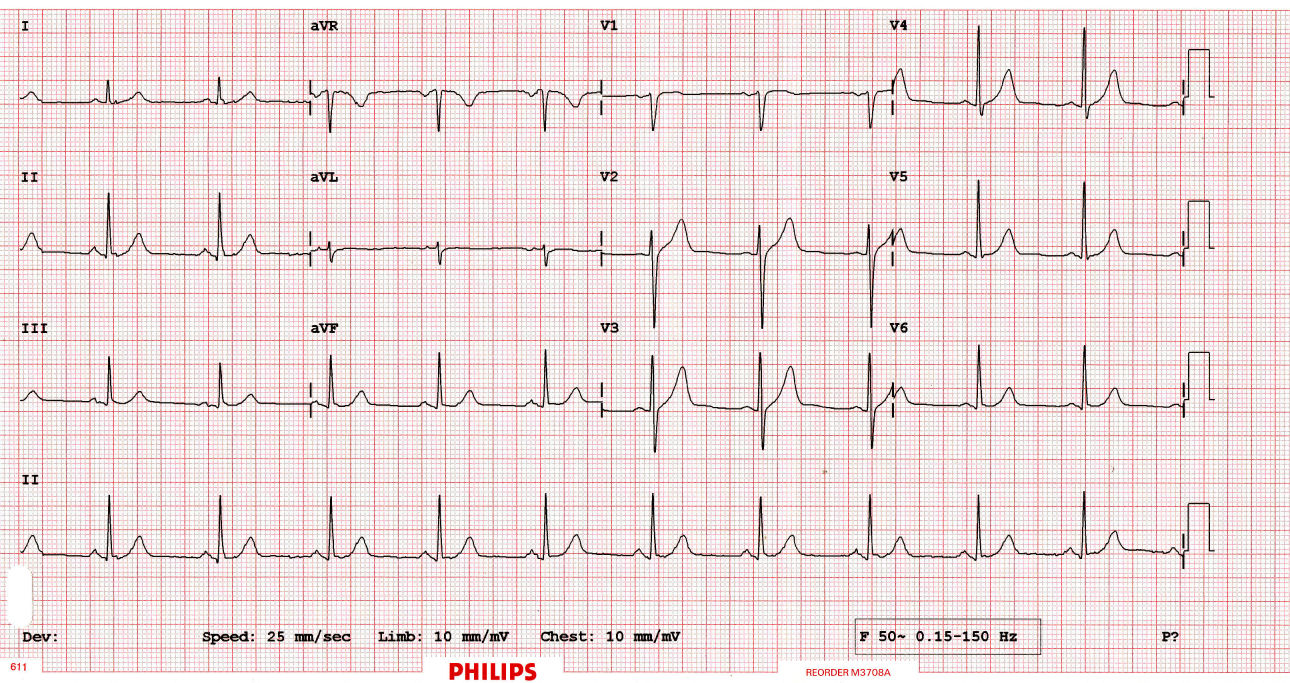 I aVR V1 V4
II aVL V2 V5
III aVF V3 V6
II
Dev: Speed: 25 mm/sec Limb: 10 mm/mV Chest: 10 mm/mV F 50~ 0.15-150 Hz P?
611 PHILIPS REORDER M3708A